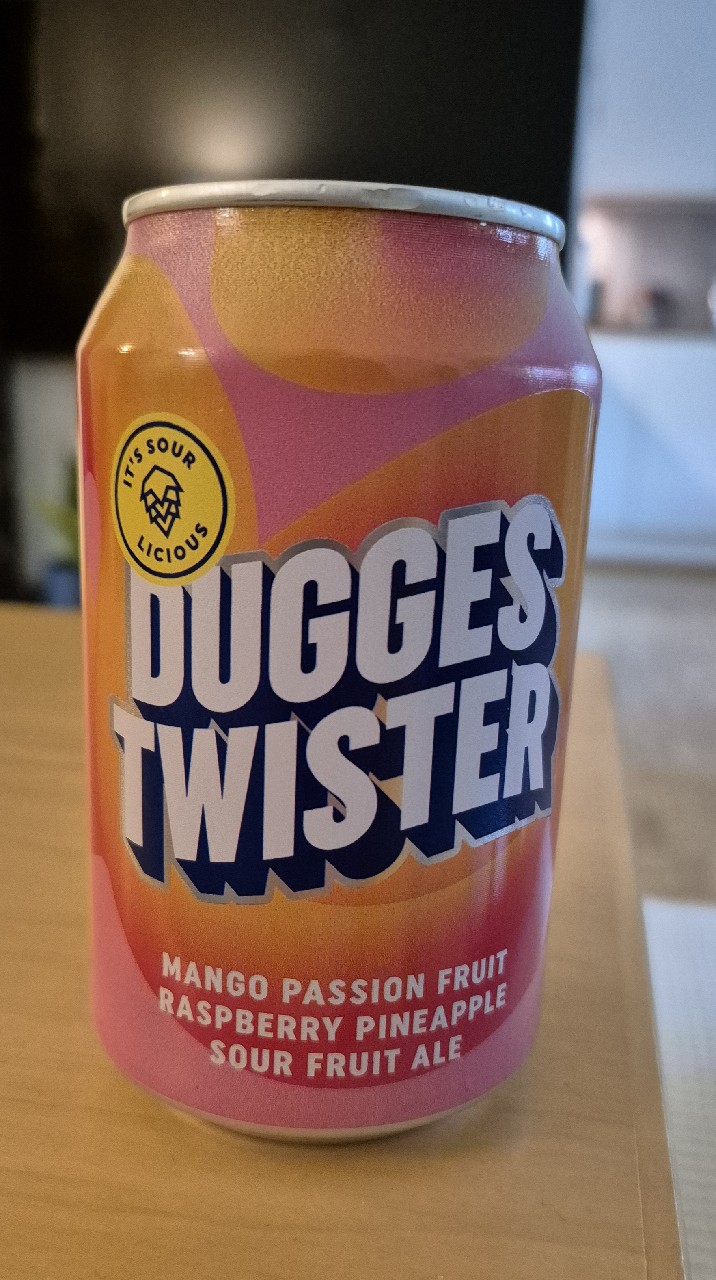 IT'S SOUR
LICIOUS
DUGGES
TWISTER
MANGO PASSION FRUIT
RASPBERRY PINEAPPLE
SOUR FRUIT ALE